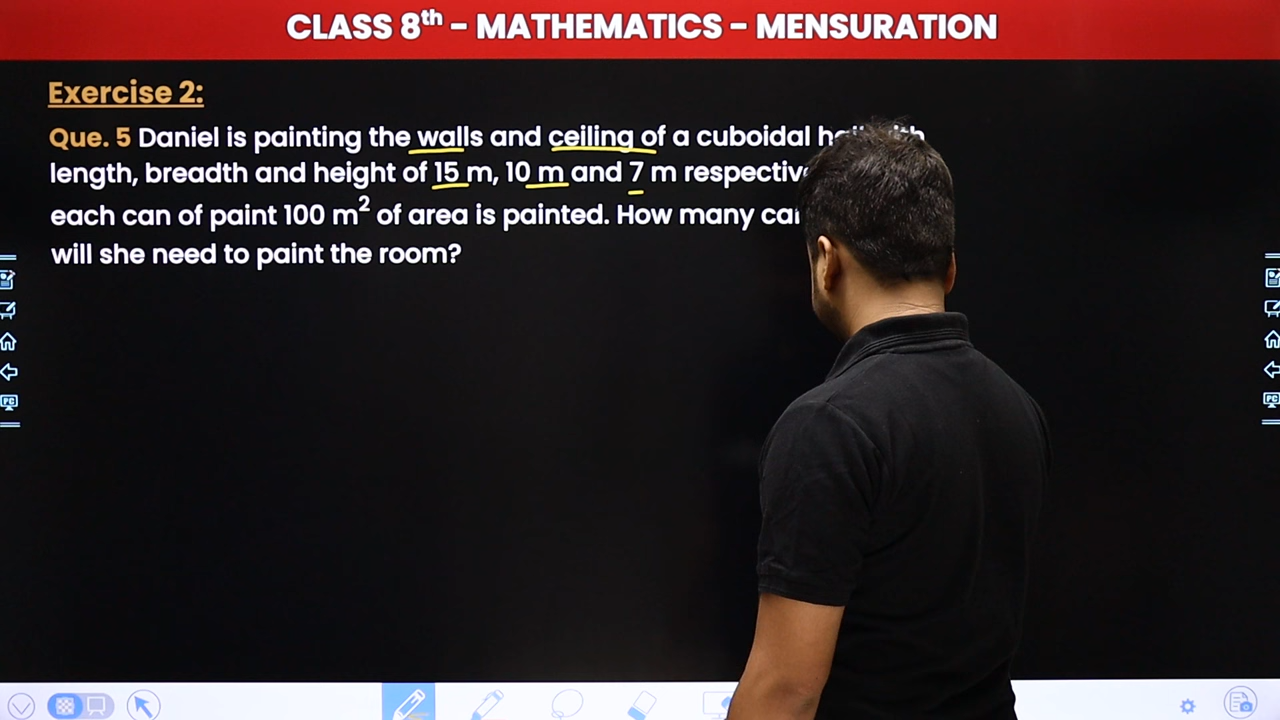 CLASS 8th - MATHEMATICS - MENSURATION
Exercise 2:
Que. 5 Daniel is painting the walls and ceiling of a cuboidal
length, breadth and height of 15 m, 10 m and 7 m
each can of paint 100 m² of area is painted. How many
will she need to paint the room?